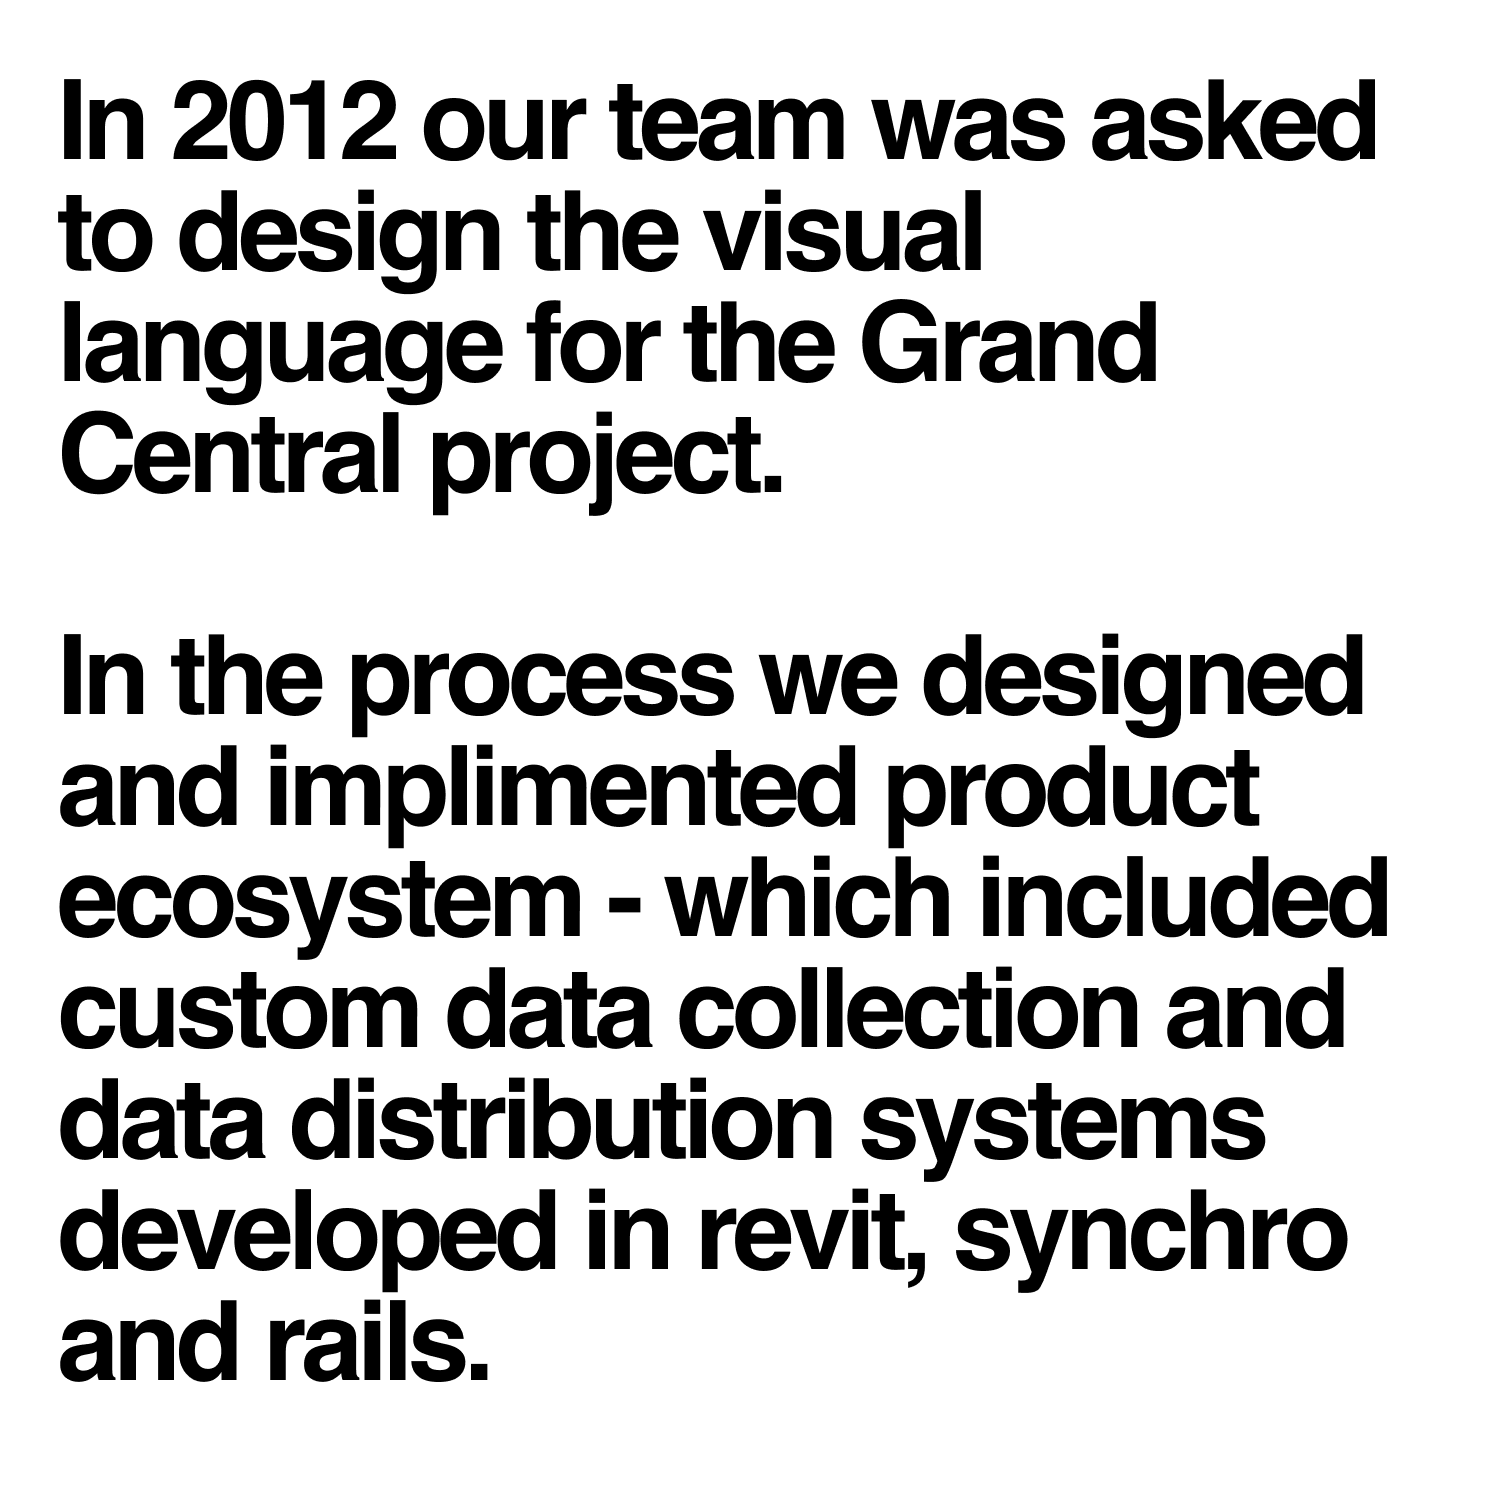 In 2012 our team was asked
to design the visual
language for the Grand
Central project.
In the process we designed
and implimented product
ecosystem - which included
custom data collection and
data distribution systems
developed in revit, synchro
and rails.